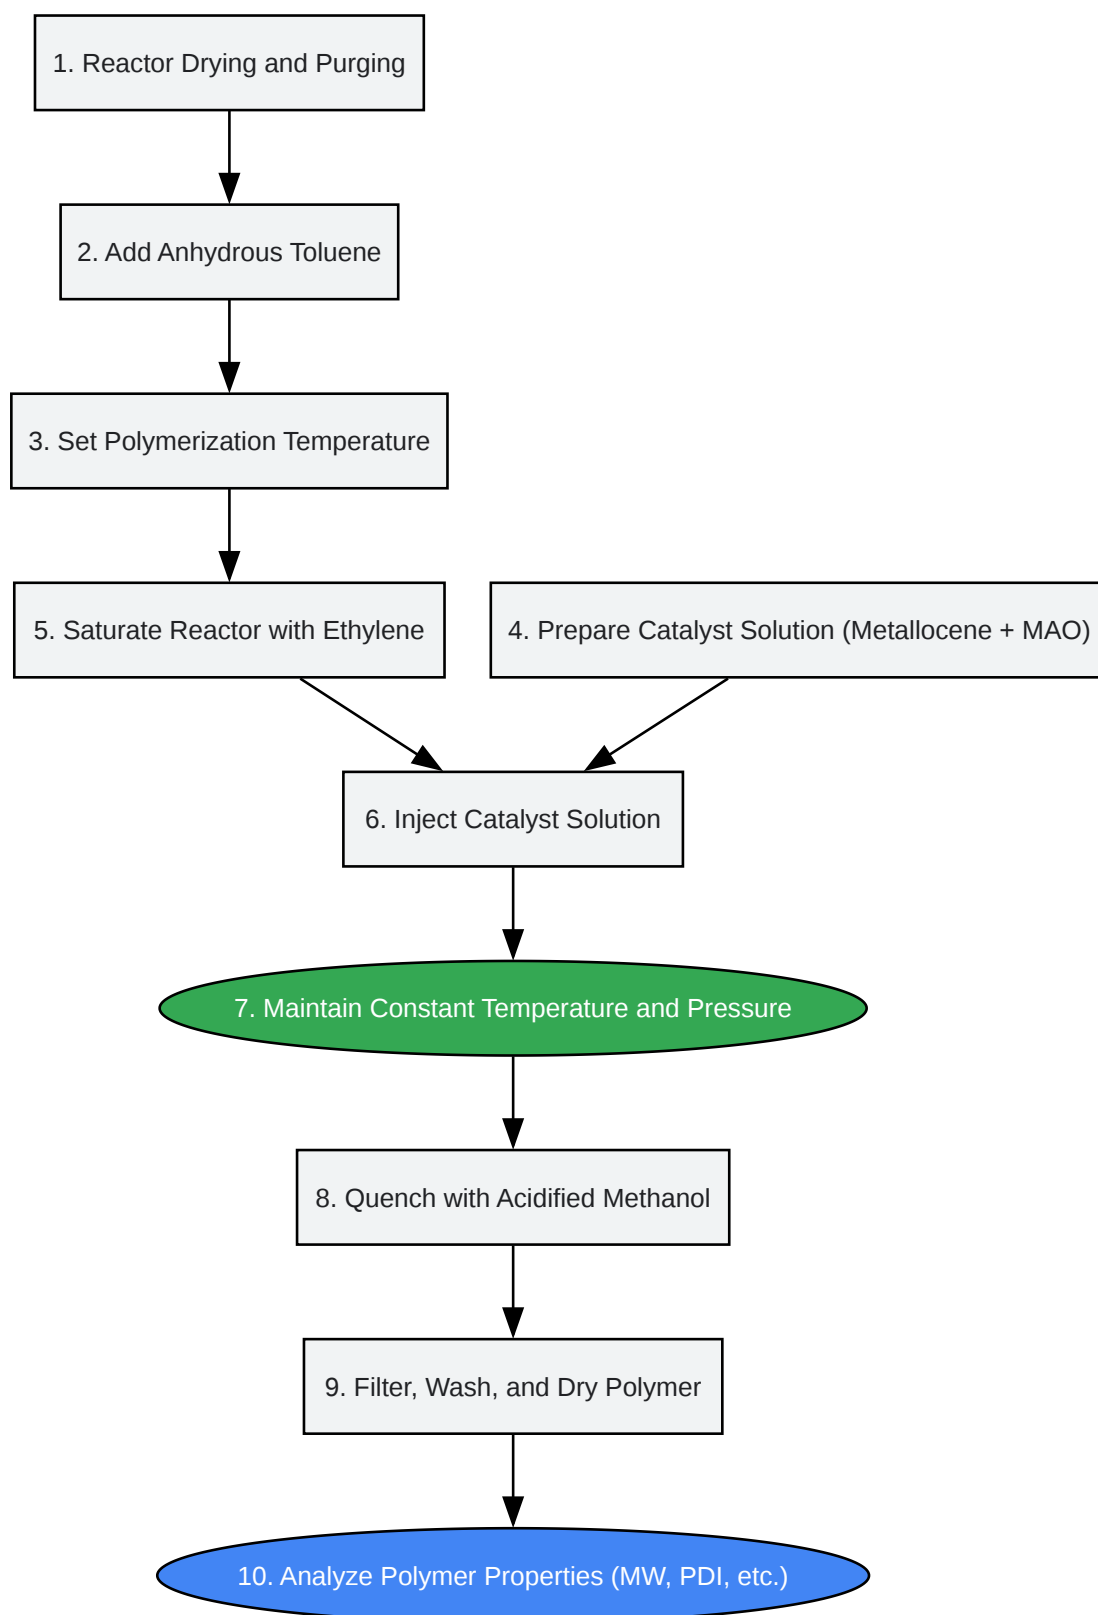 1. Reactor Drying and Purging
2. Add Anhydrous Toluene
3. Set Polymerization Temperature
5. Saturate Reactor with Ethylene
4. Prepare Catalyst Solution (Metallocene + MAO)
6. Inject Catalyst Solution
7. Maintain Constant Temperature and Pressure
8. Quench with Acidified Methanol
9. Filter, Wash, and Dry Polymer
10. Analyze Polymer Properties (MW, PDI, etc.)